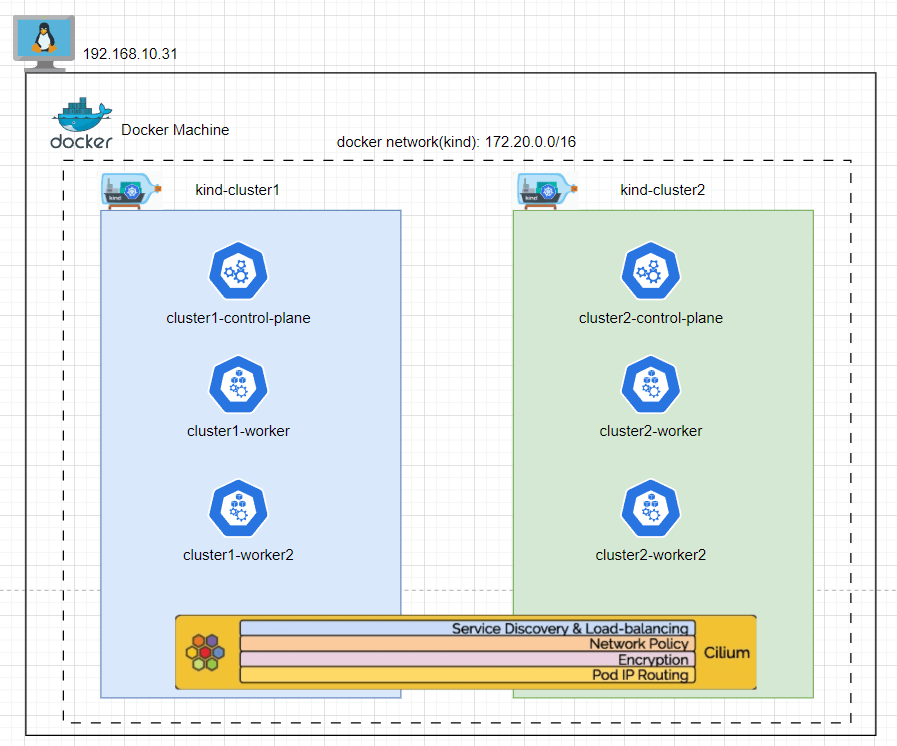 192.168.10.31
docker
Docker Machine
docker network(kind): 172.20.0.0/16
kind
kind-cluster1
kind
kind-cluster2
cluster1-control-plane
cluster2-control-plane
cluster1-worker
cluster2-worker
cluster1-worker2
cluster2-worker2
Service Discovery & Load-balancing
Network Policy
Encryption
Pod IP Routing
Cilium